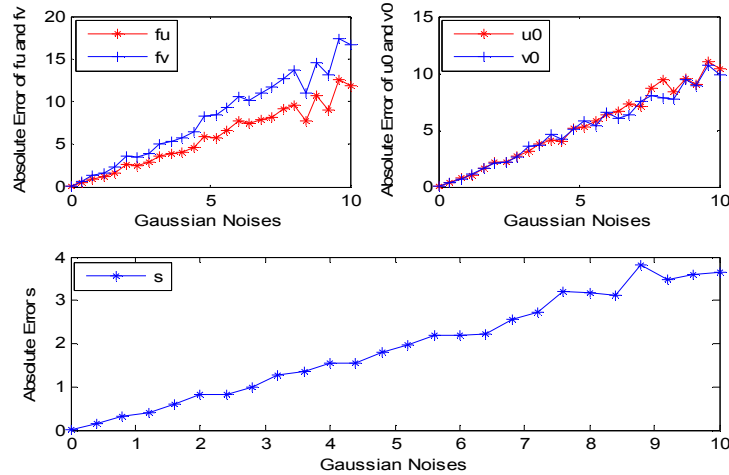 Absolute Error of fu and fv
20
15
10
5
0
fu
fv
0 5 10
Gaussian Noises
Absolute Error of u0 and v0
15
10
5
0
u0
v0
0 5 10
Gaussian Noises
Absolute Error s
4
3
2
1
0
s
0 1 2 3 4 5 6 7 8 9 10
Gaussian Noises